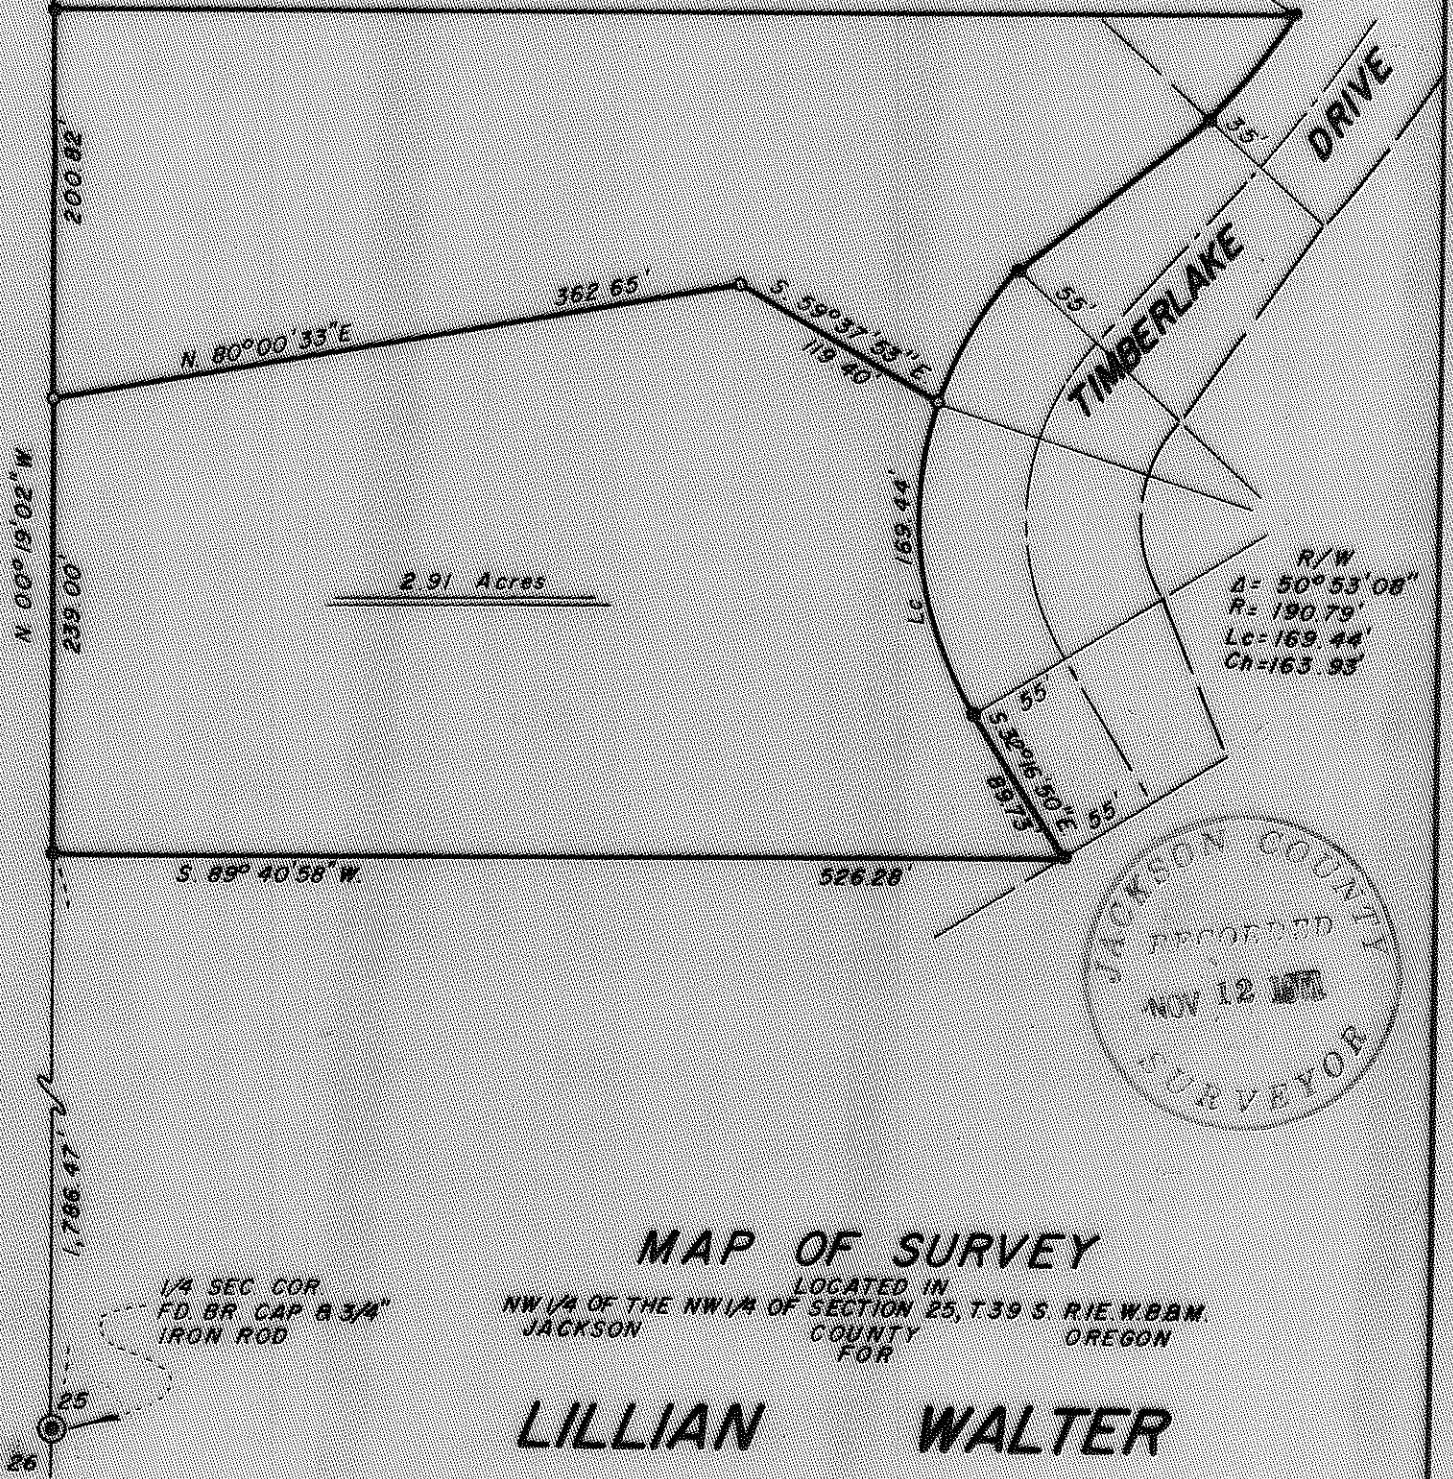 200.82'
35'
DRIVE
TIMBERLAKE
55'
362.65'
N 80°00'33"E
S. 59°37'53"E
119.40'
N 00°19'02"W
239.00'
2.91 Acres
Lc 169.44'
R/W
Δ= 50°53'08"
R= 190.79'
Lc=169.44'
Ch=163.93'
55'
S 32°16'50"E
89.73'
55'
S. 89°40'58"W.
526.28'
JACKSON COUNTY
RECORDED
NOV 12
SURVEYOR
1,786.47'
1/4 SEC COR.
FD. BR. CAP & 3/4"
IRON ROD
25
26
MAP OF SURVEY
LOCATED IN
NW 1/4 OF THE NW 1/4 OF SECTION 25, T.39 S. R.1E. W.B.&M.
JACKSON COUNTY OREGON
FOR
LILLIAN WALTER